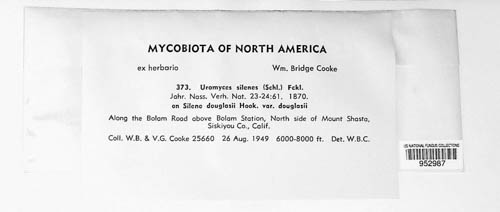 MYCOBIOTA OF NORTH AMERICA
ex herbario Wm. Bridge Cooke
373. Uromyces silenes (Schl.) Fckl.
Jahr. Nass. Verh. Nat. 23-24:61, 1870.
on Silene douglasii Hook. var. douglasii
Along the Bolam Road above Bolam Station, North side of Mount Shasta,
Siskiyou Co., Calif.
Coll. W.B. & V.G. Cooke 25660 26 Aug. 1949 6000-8000 ft. Det. W.B.C.
US NATIONAL FUNGUS COLLECTIONS
952987